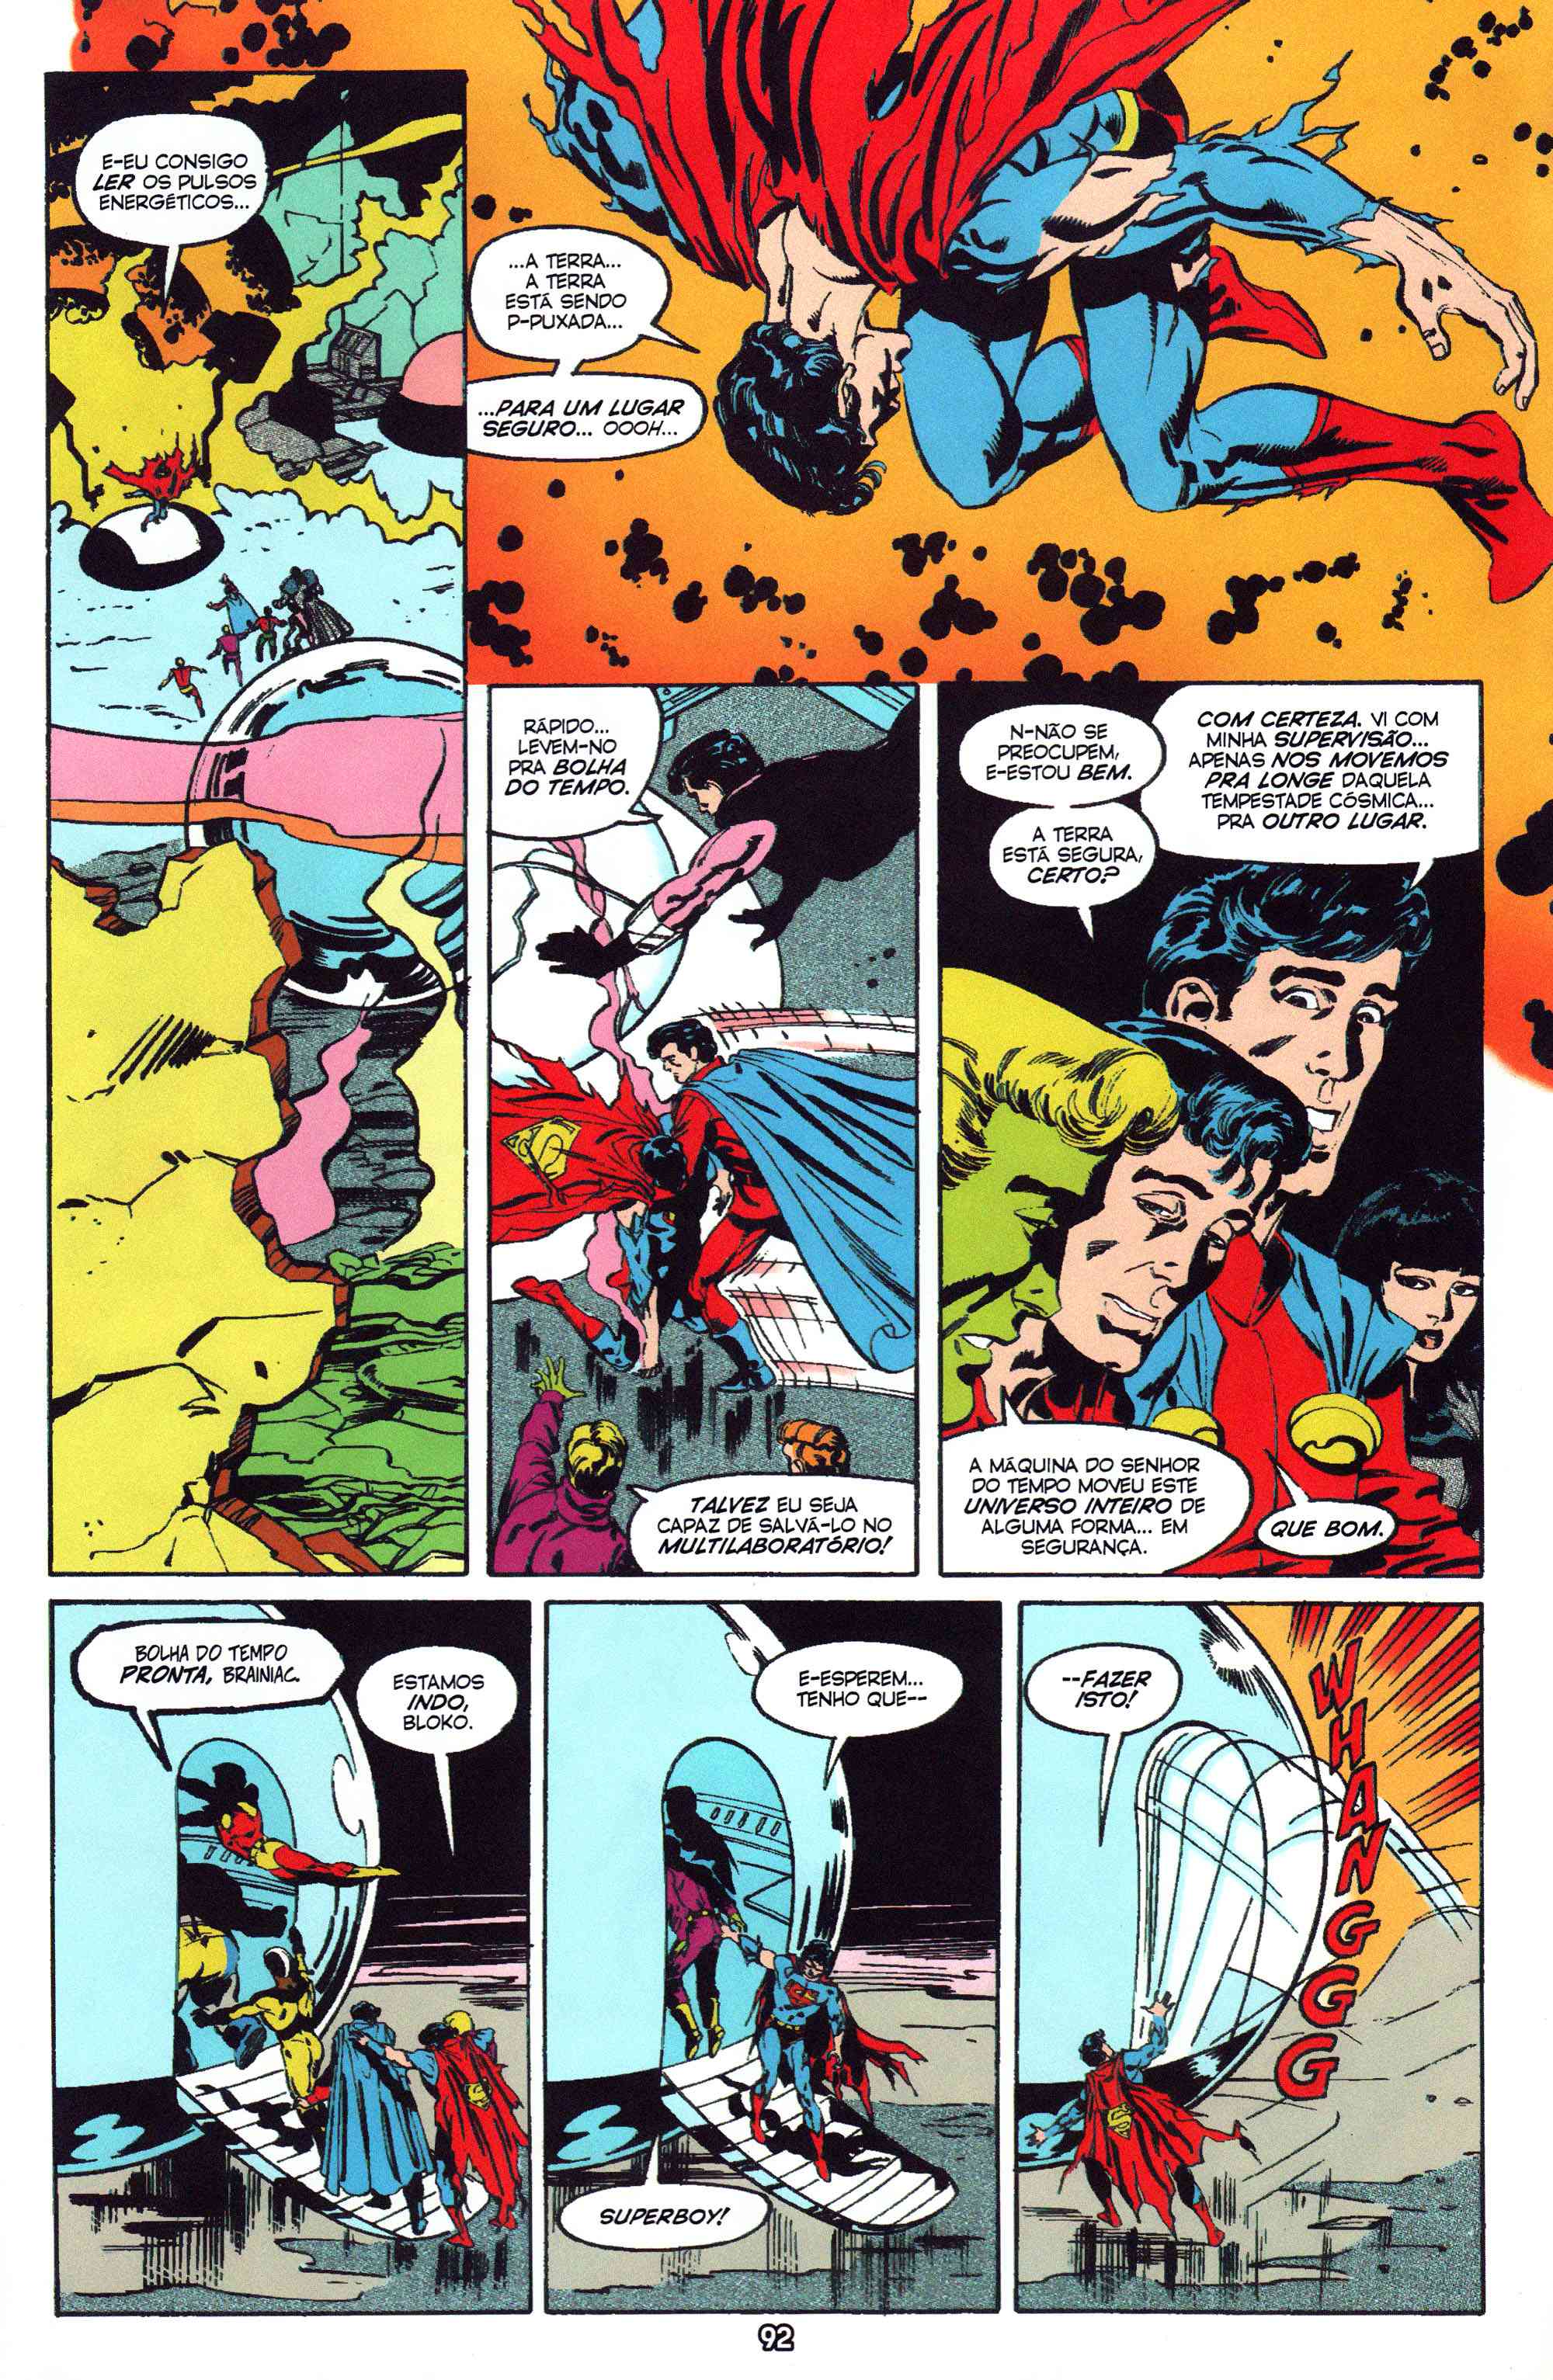 E-EU CONSIGO
LER OS PULSOS
ENERGÉTICOS...
...A TERRA...
A TERRA
ESTÁ SENDO
P-PUXADA...
...PARA UM LUGAR
SEGURO... OOOH...
RÁPIDO...
LEVEM-NO
PRA BOLHA
DO TEMPO.
TALVEZ EU SEJA
CAPAZ DE SALVÁ-LO NO
MULTILABORATÓRIO!
N-NÃO SE
PREOCUPEM,
E-ESTOU BEM.
A TERRA
ESTÁ SEGURA,
CERTO?
COM CERTEZA. VI COM
MINHA SUPERVISÃO...
APENAS NOS MOVEMOS
PRA LONGE DAQUELA
TEMPESTADE CÓSMICA...
PRA OUTRO LUGAR.
A MÁQUINA DO SENHOR
DO TEMPO MOVEU ESTE
UNIVERSO INTEIRO DE
ALGUMA FORMA... EM
SEGURANÇA.
QUE BOM.
BOLHA DO TEMPO
PRONTA, BRAINIAC.
ESTAMOS
INDO,
BLOKO.
E-ESPEREM...
TENHO QUE--
SUPERBOY!
--FAZER
ISTO!
WHANGGGG
92